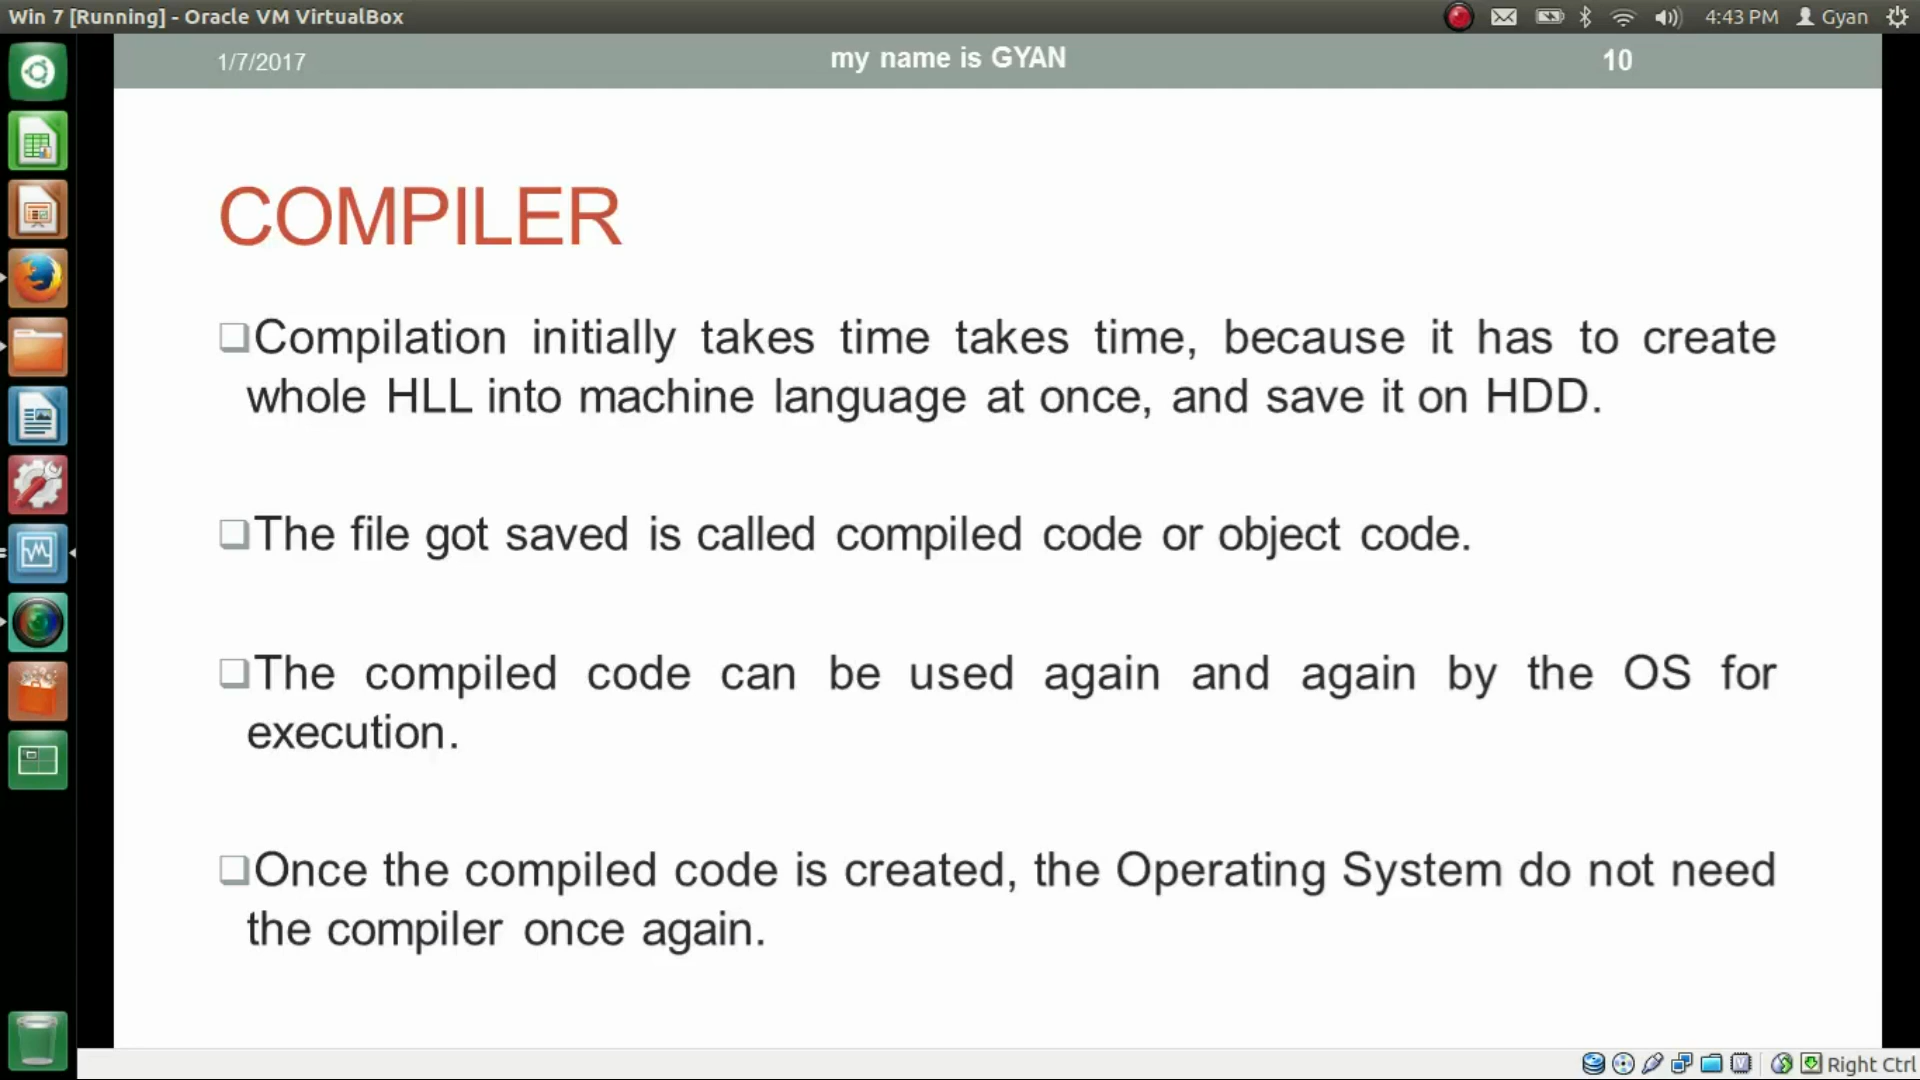 Win 7 [Running] - Oracle VM VirtualBox
4:43 PM
Gyan
1/7/2017
my name is GYAN
10
COMPILER
Compilation initially takes time takes time, because it has to create
whole HLL into machine language at once, and save it on HDD.
The file got saved is called compiled code or object code.
The compiled code can be used again and again by the OS for
execution.
Once the compiled code is created, the Operating System do not need
the compiler once again.
Right Ctrl